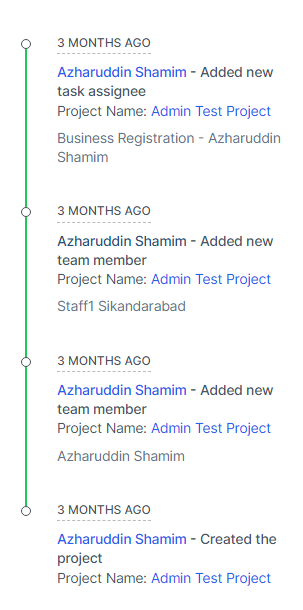 3 MONTHS AGO
Azharuddin Shamim - Added new
task assignee
Project Name: Admin Test Project
Business Registration - Azharuddin
Shamim
3 MONTHS AGO
Azharuddin Shamim - Added new
team member
Project Name: Admin Test Project
Staff1 Sikandarabad
3 MONTHS AGO
Azharuddin Shamim - Added new
team member
Project Name: Admin Test Project
Azharuddin Shamim
3 MONTHS AGO
Azharuddin Shamim - Created the
project
Project Name: Admin Test Project